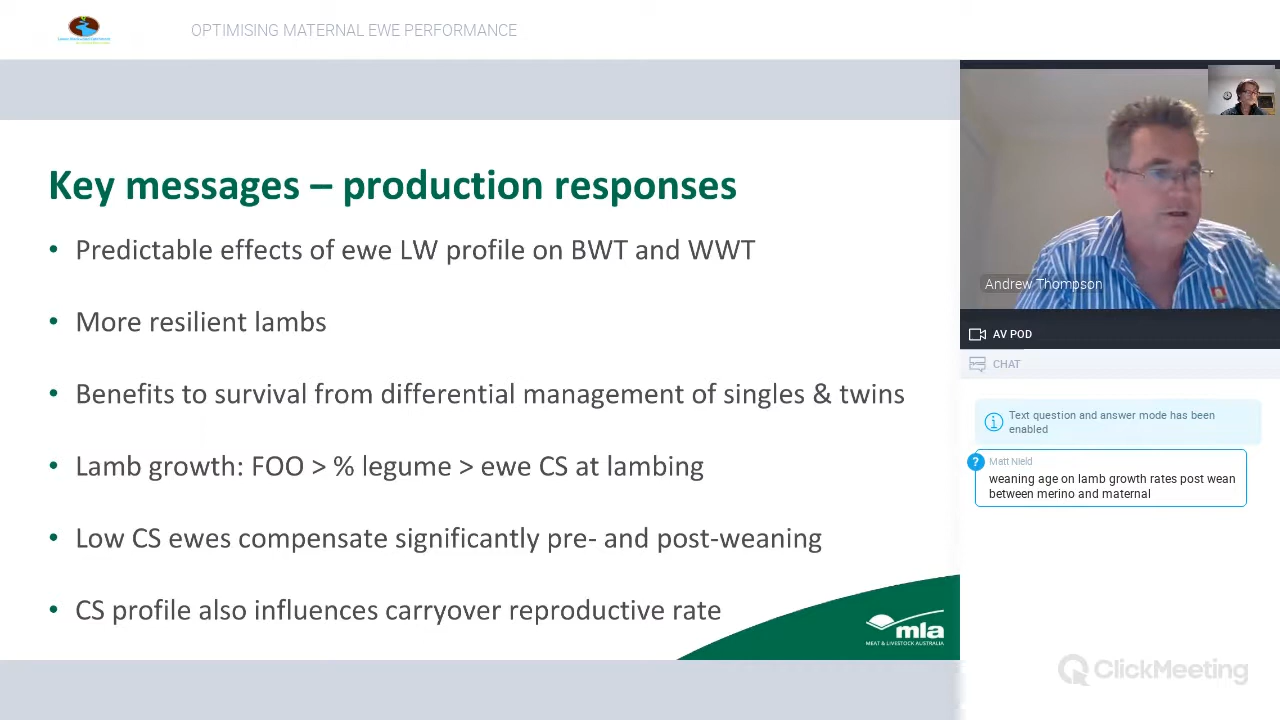 OPTIMISING MATERNAL EWE PERFORMANCE
Key messages – production responses
• Predictable effects of ewe LW profile on BWT and WWT
• More resilient lambs
• Benefits to survival from differential management of singles & twins
• Lamb growth: FOO > % legume > ewe CS at lambing
• Low CS ewes compensate significantly pre- and post-weaning
• CS profile also influences carryover reproductive rate
mla
MEAT & LIVESTOCK AUSTRALIA
Andrew Thompson
AV POD
CHAT
Text question and answer mode has been
enabled
Matt Nield
weaning age on lamb growth rates post wean
between merino and maternal
ClickMeeting